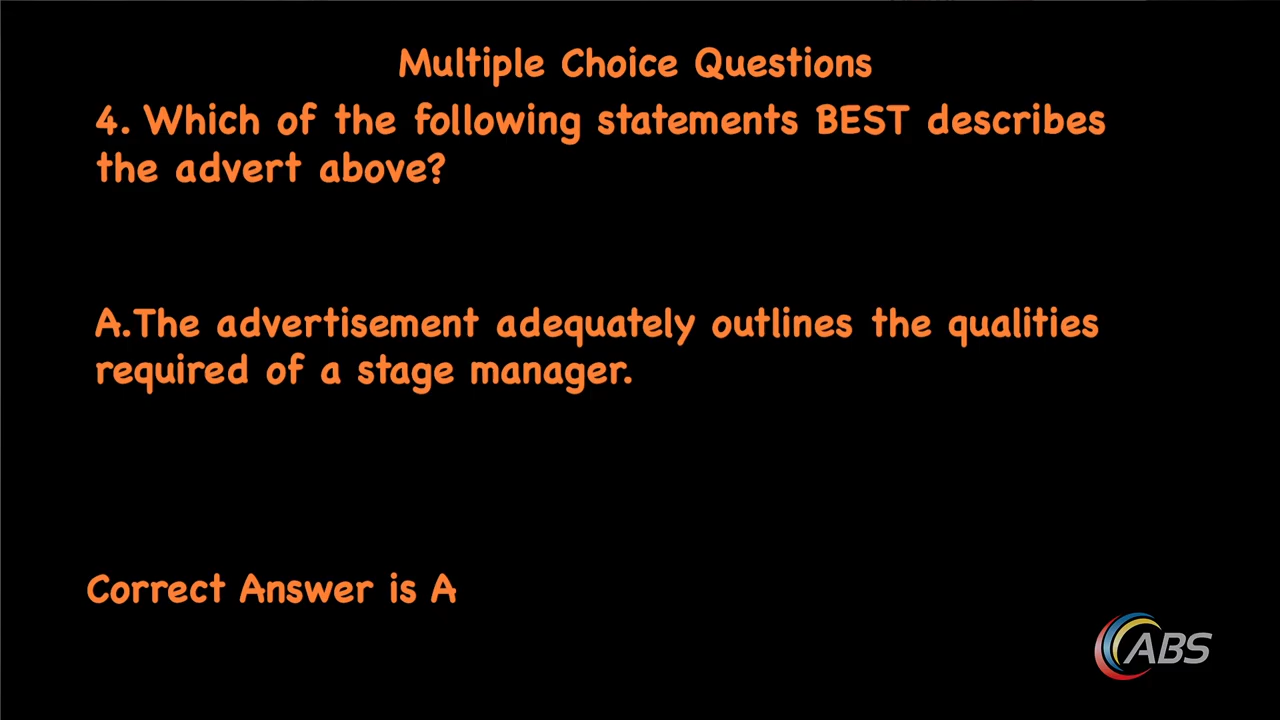 Multiple Choice Questions
4. Which of the following statements BEST describes
the advert above?
A.The advertisement adequately outlines the qualities
required of a stage manager.
Correct Answer is A
ABS